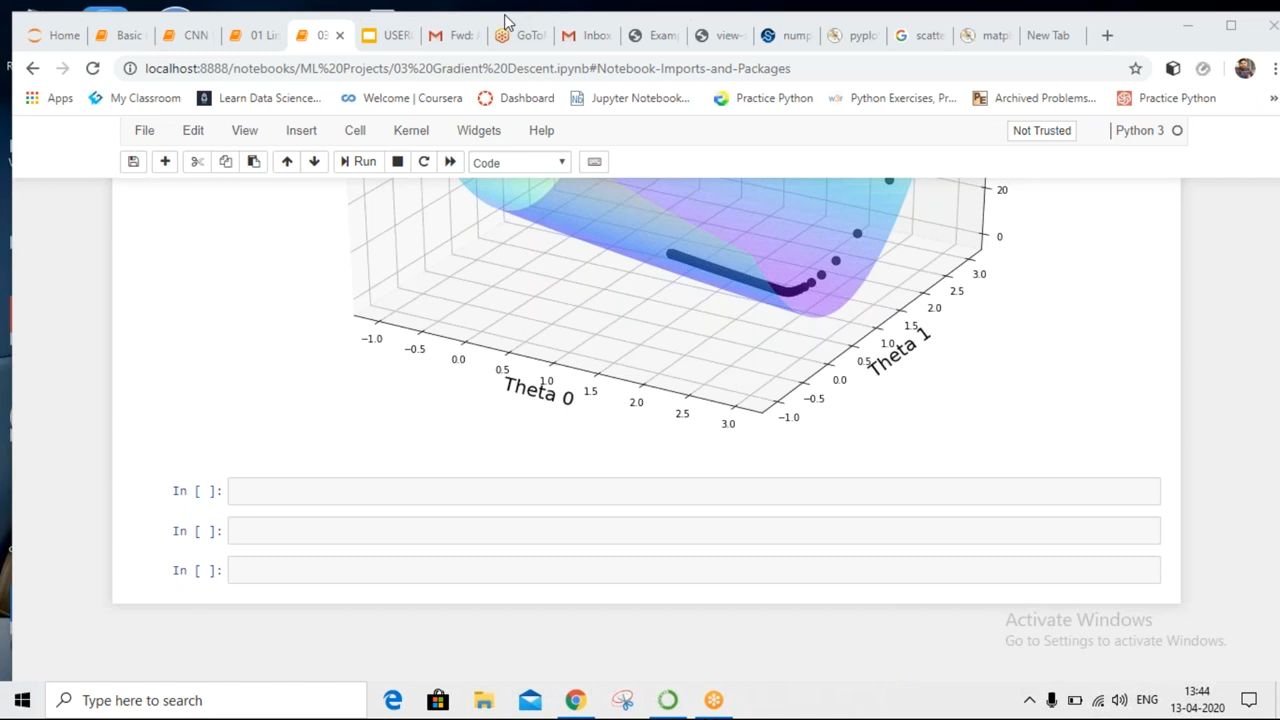 Home
Basic
CNN
01 Lin
03
USER
Fwd:
GoTo
Inbox
Examp
view-s
nump
pyplo
scatte
matpl
New Tab
localhost:8888/notebooks/ML%20Projects/03%20Gradient%20Descent.ipynb#Notebook-Imports-and-Packages
Apps
My Classroom
Learn Data Science...
Welcome | Coursera
Dashboard
Jupyter Notebook...
Practice Python
Python Exercises, Pr...
Archived Problems...
Practice Python
»
File Edit View Insert Cell Kernel Widgets Help
Not Trusted
Python 3
Run
Code
20
0
3.0
2.5
2.0
1.5
1.0
0.5
0.0
−0.5
−1.0
Theta 1
−1.0
−0.5
0.0
0.5
1.0
1.5
2.0
2.5
3.0
Theta 0
In [ ]:
In [ ]:
In [ ]:
Activate Windows
Go to Settings to activate Windows.
Type here to search
ENG
13:44
13-04-2020